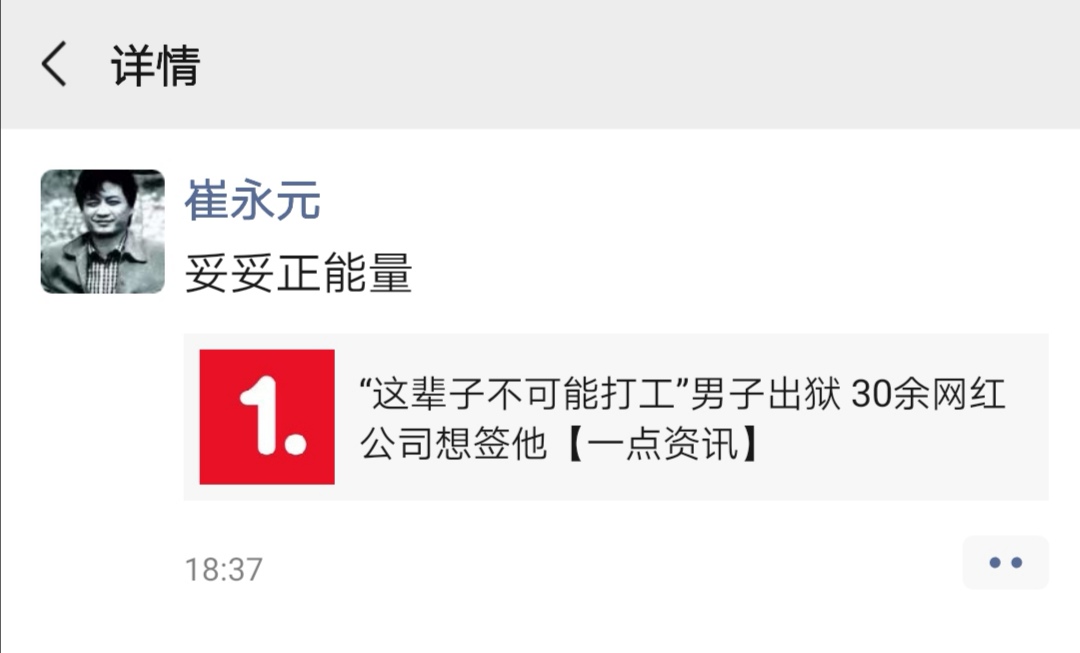 详情
崔永元
妥妥正能量
1.
“这辈子不可能打工”男子出狱 30余网红
公司想签他【一点资讯】
18:37